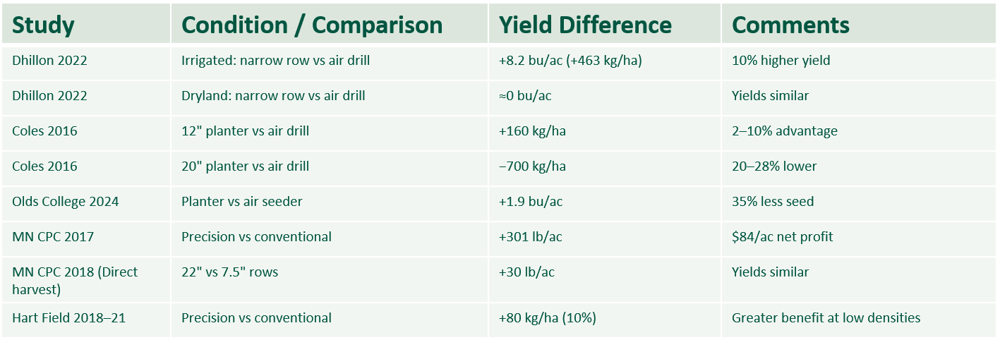 Study Condition / Comparison Yield Difference Comments
Dhillon 2022 Irrigated: narrow row vs air drill +8.2 bu/ac (+463 kg/ha) 10% higher yield
Dhillon 2022 Dryland: narrow row vs air drill ≈0 bu/ac Yields similar
Coles 2016 12" planter vs air drill +160 kg/ha 2–10% advantage
Coles 2016 20" planter vs air drill −700 kg/ha 20–28% lower
Olds College 2024 Planter vs air seeder +1.9 bu/ac 35% less seed
MN CPC 2017 Precision vs conventional +301 lb/ac $84/ac net profit
MN CPC 2018 (Direct 22" vs 7.5" rows +30 lb/ac Yields similar
harvest)
Hart Field 2018–21 Precision vs conventional +80 kg/ha (10%) Greater benefit at low densities